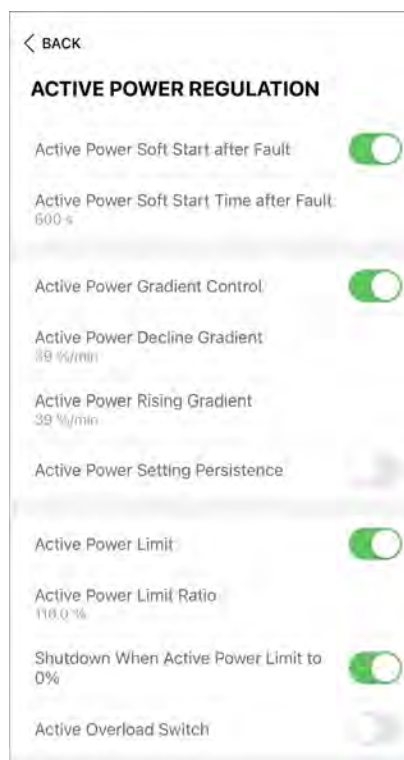 < BACK
ACTIVE POWER REGULATION
Active Power Soft Start after Fault
Active Power Soft Start Time after Fault
600 s
Active Power Gradient Control
Active Power Decline Gradient
39 %/min
Active Power Rising Gradient
39 %/min
Active Power Setting Persistence
Active Power Limit
Active Power Limit Ratio
110.0 %
Shutdown When Active Power Limit to
0%
Active Overload Switch